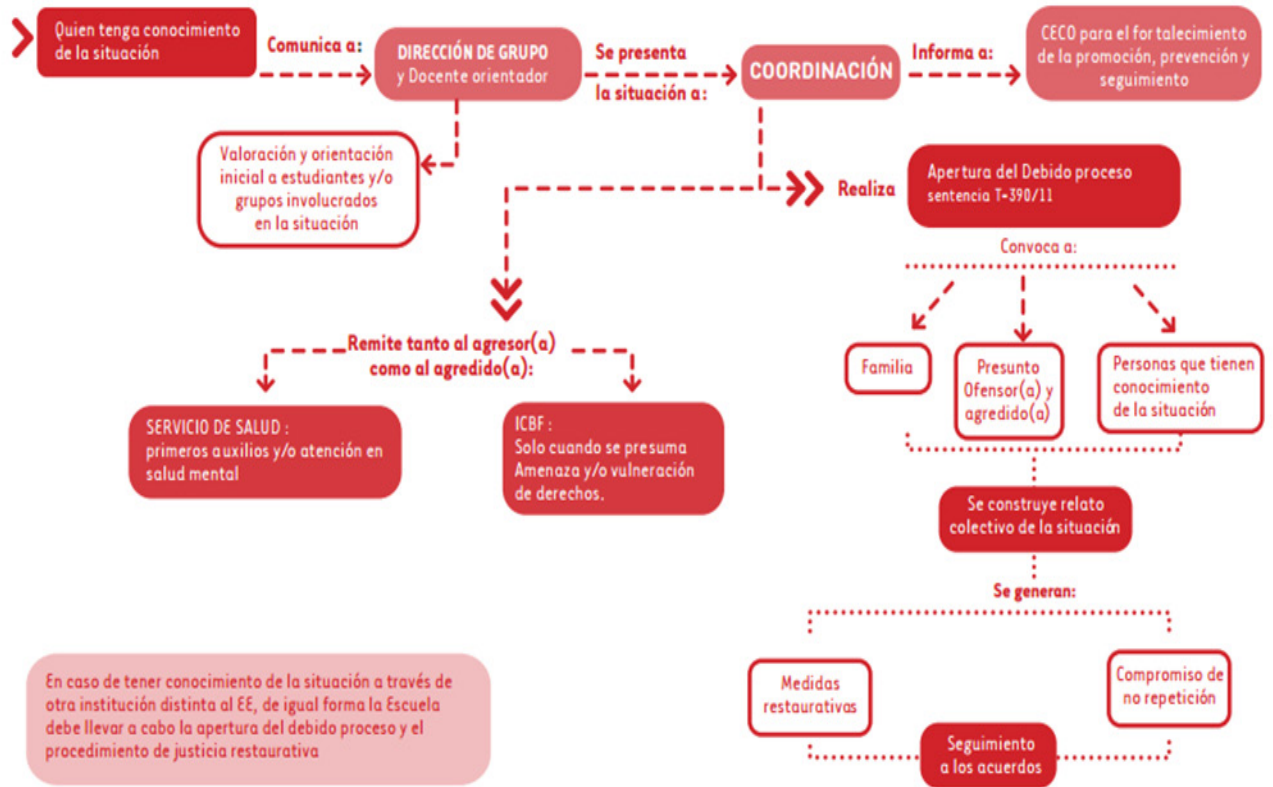 Quien tenga conocimiento
de la situación
Comunica a:
DIRECCIÓN DE GRUPO
y Docente orientador
Se presenta
la situación a:
COORDINACIÓN
Informa a:
CECO para el for talecimiento
de la promoción, prevención y
seguimiento
Valoración y orientación
inicial a estudiantes y/o
grupos involucrados
en la situación
Realiza
Apertura del Debido proceso
sentencia T-390/11
Convoca a:
Familia
Presunto
Ofensor(a) y
agredido(a)
Personas que tienen
conocimiento
de la situación
Remite tanto al agresor(a)
como al agredido(a):
SERVICIO DE SALUD :
primeros auxilios y/o atención en
salud mental
ICBF :
Solo cuando se presuma
Amenaza y/o vulneración
de derechos.
Se construye relato
colectivo de la situación
Se generan:
Medidas
restaurativas
Compromiso de
no repetición
Seguimiento
a los acuerdos
En caso de tener conocimiento de la situación a través de
otra institución distinta al EE, de igual forma la Escuela
debe llevar a cabo la apertura del debido proceso y el
procedimiento de justicia restaurativa